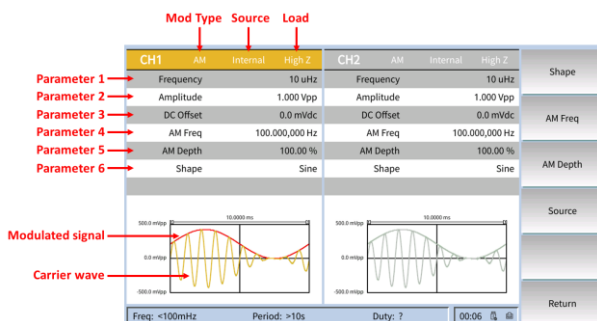 Mod Type Source Load
CH1 AM Internal High Z CH2 AM Internal High Z Shape
Parameter 1 Frequency 10 uHz Frequency 10 uHz
Parameter 2 Amplitude 1.000 Vpp Amplitude 1.000 Vpp
Parameter 3 DC Offset 0.0 mVdc DC Offset 0.0 mVdc AM Freq
Parameter 4 AM Freq 100.000,000 Hz AM Freq 100.000,000 Hz
Parameter 5 AM Depth 100.00 % AM Depth 100.00 % AM Depth
Parameter 6 Shape Sine Shape Sine
Source
10.0000 ms 10.0000 ms
500.0 mVpp 500.0 mVpp
Modulated signal
0.0 mVpp 0.0 mVpp
Carrier wave
-500.0 mVpp -500.0 mVpp
Return
Freq: <100mHz Period: >10s Duty: ? 00:06